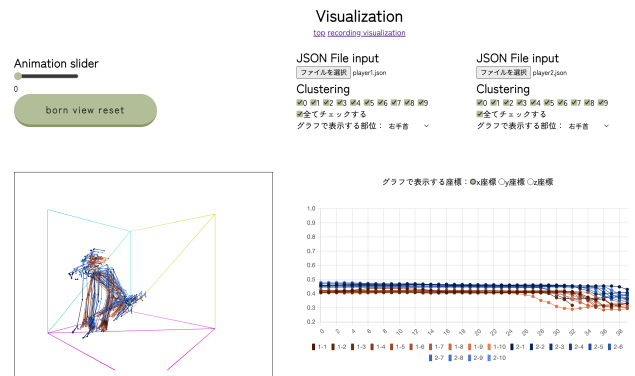 Visualization
top recording visualization
Animation slider
0
born view reset
JSON File input
ファイルを選択 player1.json
Clustering
0 1 2 3 4 5 6 7 8 9
全てチェックする
グラフで表示する部位： 右手首
JSON File input
ファイルを選択 player2.json
Clustering
0 1 2 3 4 5 6 7 8 9
全てチェックする
グラフで表示する部位： 右手首
グラフで表示する座標：x座標 y座標 z座標
1.0
0.9
0.8
0.7
0.6
0.5
0.4
0.3
0.2
0 2 4 6 8 10 12 14 16 18 20 22 24 26 28 30 32 34 36 38
1-1 1-2 1-3 1-4 1-5 1-6 1-7 1-8 1-9 1-10 2-1 2-2 2-3 2-4 2-5 2-6
2-7 2-8 2-9 2-10